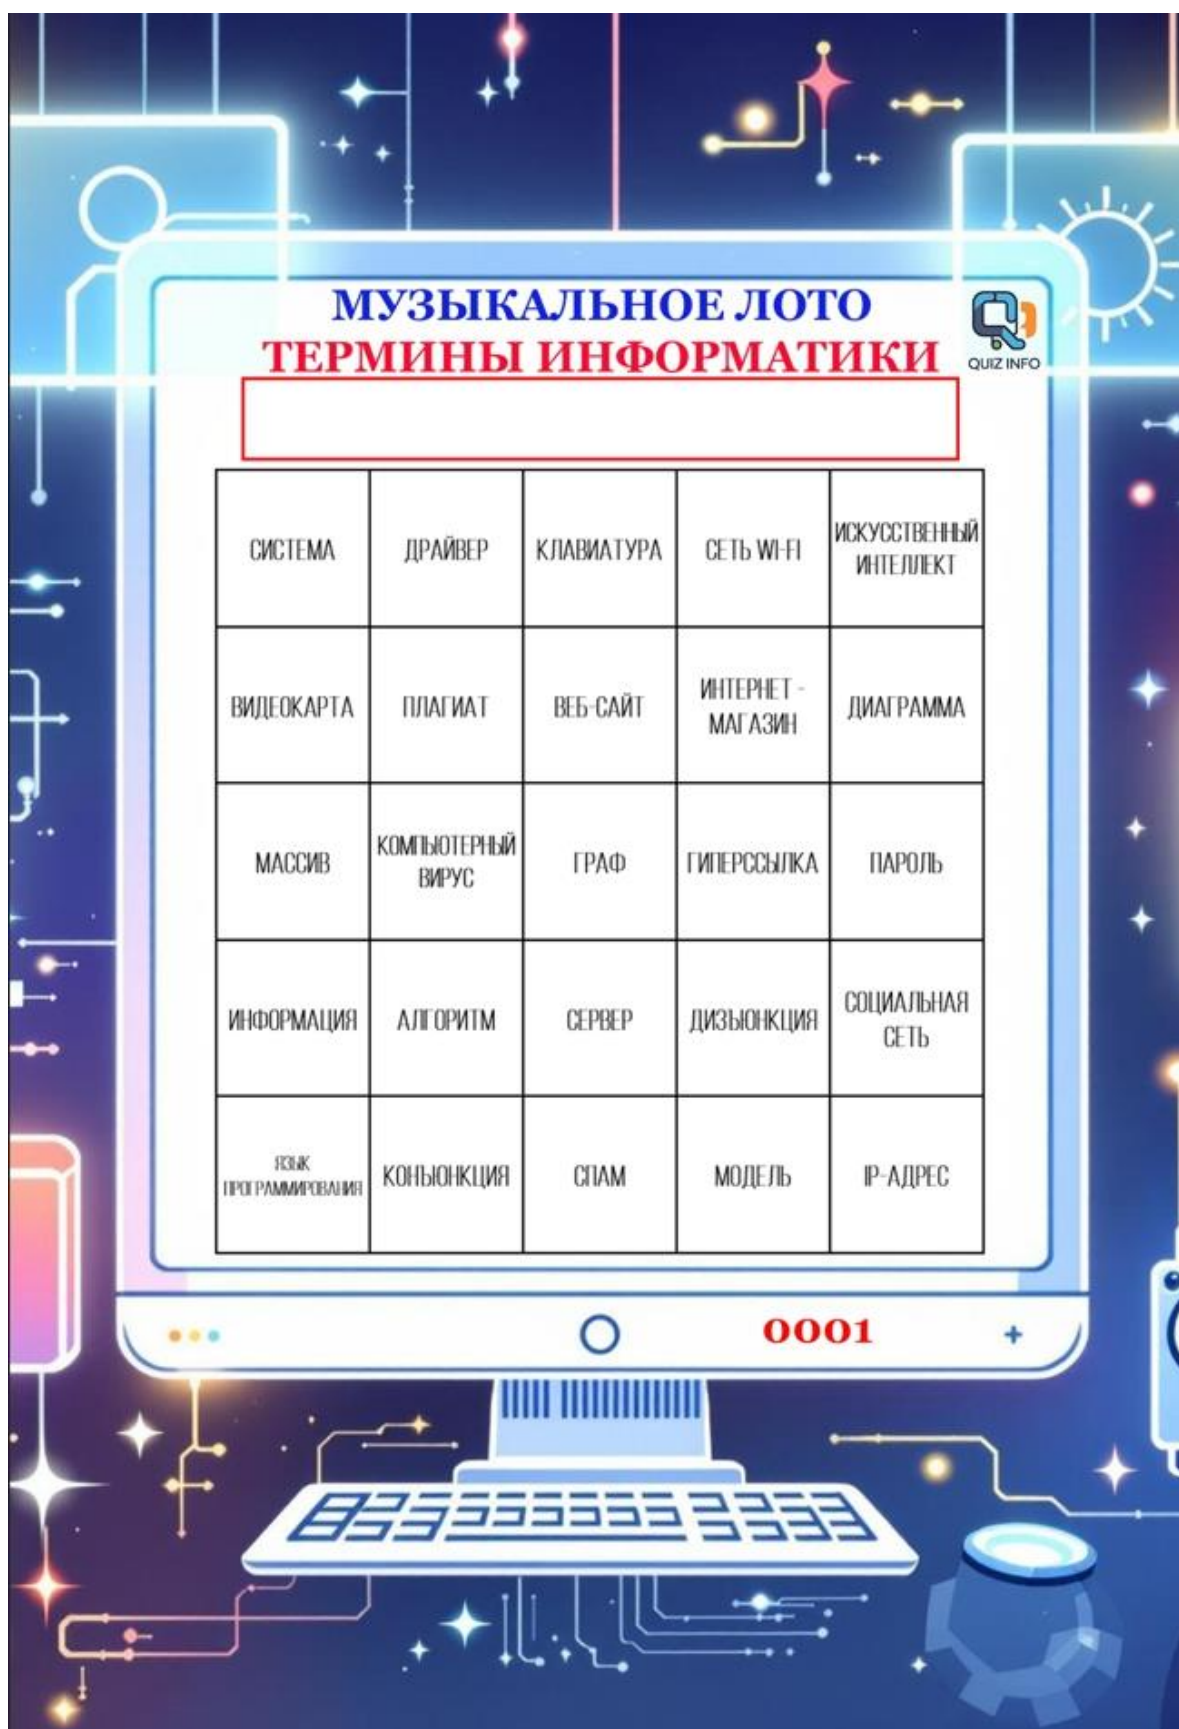 МУЗЫКАЛЬНОЕ ЛОТО
ТЕРМИНЫ ИНФОРМАТИКИ
QUIZ INFO
СИСТЕМА
ДРАЙВЕР
КЛАВИАТУРА
СЕТЬ WI-FI
ИСКУССТВЕННЫЙ
ИНТЕЛЛЕКТ
ВИДЕОКАРТА
ПЛАГИАТ
ВЕБ-САЙТ
ИНТЕРНЕТ -
МАГАЗИН
ДИАГРАММА
МАССИВ
КОМПЬЮТЕРНЫЙ
ВИРУС
ГРАФ
ГИПЕРССЫЛКА
ПАРОЛЬ
ИНФОРМАЦИЯ
АЛГОРИТМ
СЕРВЕР
ДИЗЪЮНКЦИЯ
СОЦИАЛЬНАЯ
СЕТЬ
ЯЗЫК
ПРОГРАММИРОВАНИЯ
КОНЪЮНКЦИЯ
СПАМ
МОДЕЛЬ
IP-АДРЕС
0001